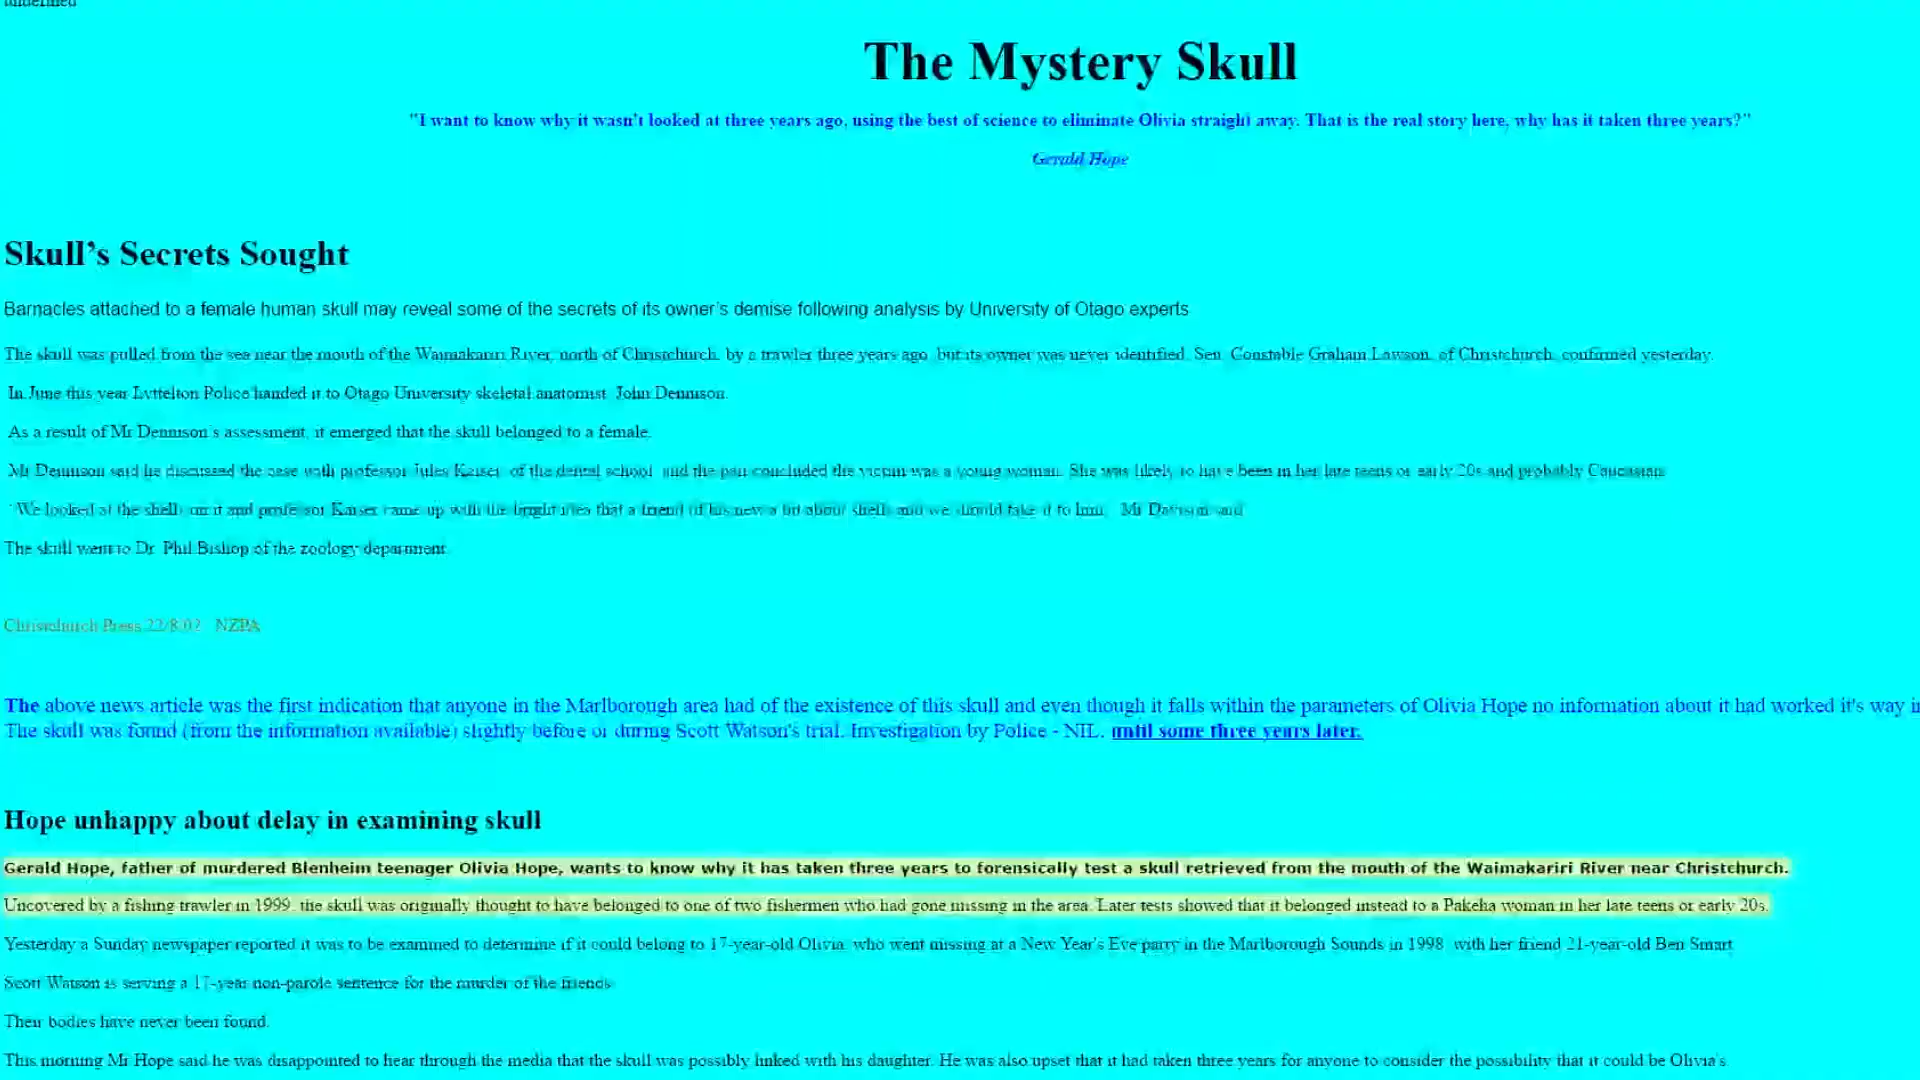 undefined
The Mystery Skull
"I want to know why it wasn't looked at three years ago, using the best of science to eliminate Olivia straight away. That is the real story here, why has it taken three years?"
Gerald Hope
Skull's Secrets Sought
Barnacles attached to a female human skull may reveal some of the secrets of its owner's demise following analysis by University of Otago experts
The skull was pulled from the sea near the mouth of the Waimakariri River, north of Christchurch, by a trawler three years ago, but its owner was never identified, Sen. Constable Graham Lawson, of Christchurch, confirmed yesterday.
In June this year Lyttelton Police handed it to Otago University skeletal anatomist, John Dennison.
As a result of Mr Dennison's assessment, it emerged that the skull belonged to a female.
Mr Dennison said he discussed the case with professor Jules Kaiser, of the dental school, and the pair concluded the victim was a young woman. She was likely to have been in her late teens or early 20s and probably Caucasian.
"We looked at the shells on it and professor Kaiser came up with the bright idea that a friend of his new a bit about shells and we should take it to him," Mr Davison said.
The skull went to Dr. Phil Bishop of the zoology department.
Christchurch Press 22/8/02 NZPA
The above news article was the first indication that anyone in the Marlborough area had of the existence of this skull and even though it falls within the parameters of Olivia Hope no information about it had worked it's way
The skull was found (from the information available) slightly before or during Scott Watson's trial. Investigation by Police - NIL. until some three years later.
Hope unhappy about delay in examining skull
Gerald Hope, father of murdered Blenheim teenager Olivia Hope, wants to know why it has taken three years to forensically test a skull retrieved from the mouth of the Waimakariri River near Christchurch.
Uncovered by a fishing trawler in 1999, the skull was originally thought to have belonged to one of two fishermen who had gone missing in the area. Later tests showed that it belonged instead to a Pakeha woman in her late teens or early 20s.
Yesterday a Sunday newspaper reported it was to be examined to determine if it could belong to 17-year-old Olivia, who went missing at a New Year's Eve party in the Marlborough Sounds in 1998, with her friend 21-year-old Ben Smart.
Scott Watson is serving a 17-year non-parole sentence for the murder of the friends.
Their bodies have never been found.
This morning Mr Hope said he was disappointed to hear through the media that the skull was possibly linked with his daughter. He was also upset that it had taken three years for anyone to consider the possibility that it could be Olivia's.